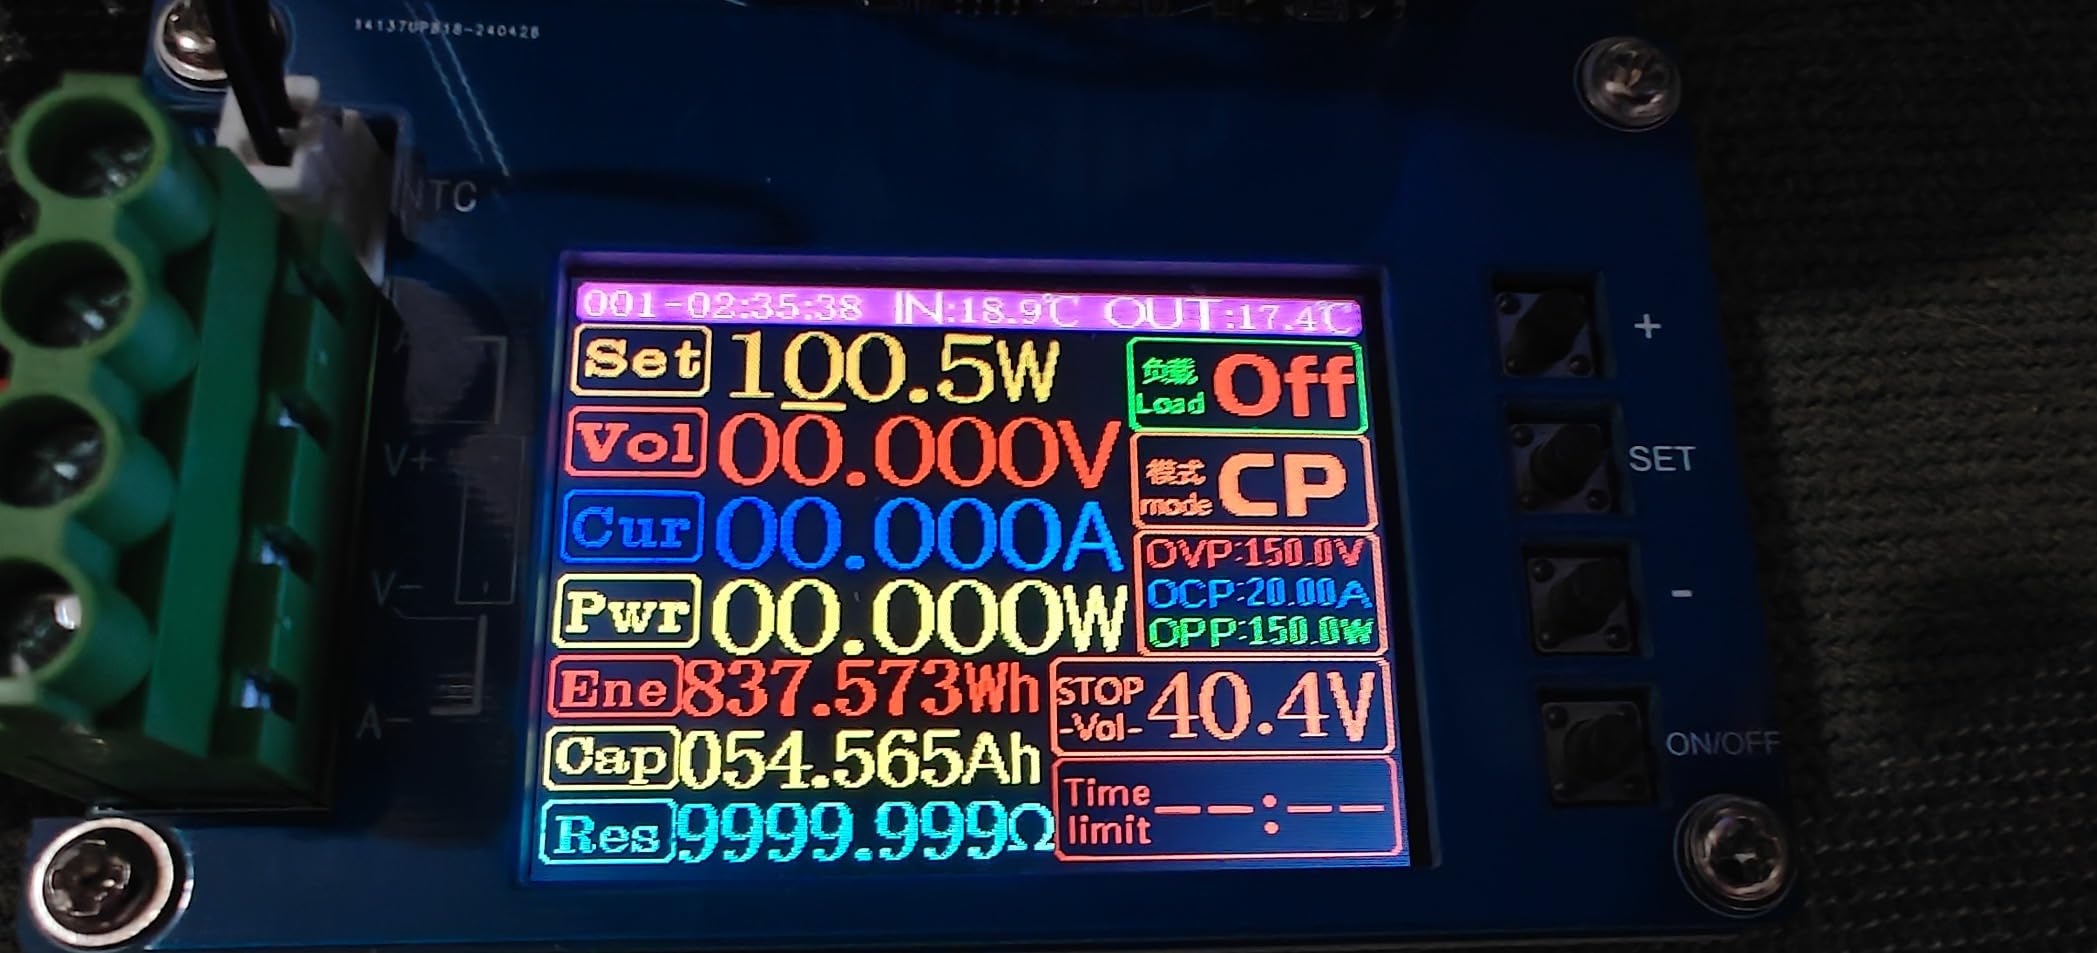 141370PB18-240426
NTC
V+
V-
A-
001-02:35:38 IN:18.9℃ OUT:17.4℃
Set 100.5W
Vol 00.000V
Cur 00.000A
Pwr 00.000W
Ene 837.573Wh
Cap 054.565Ah
Res 9999.999Ω
负载
Load Off
模式
mode CP
OVP:150.0V
OCP:20.00A
OPP:150.0W
STOP
-Vol- 40.4V
Time
limit --:--
+
SET
-
ON/OFF